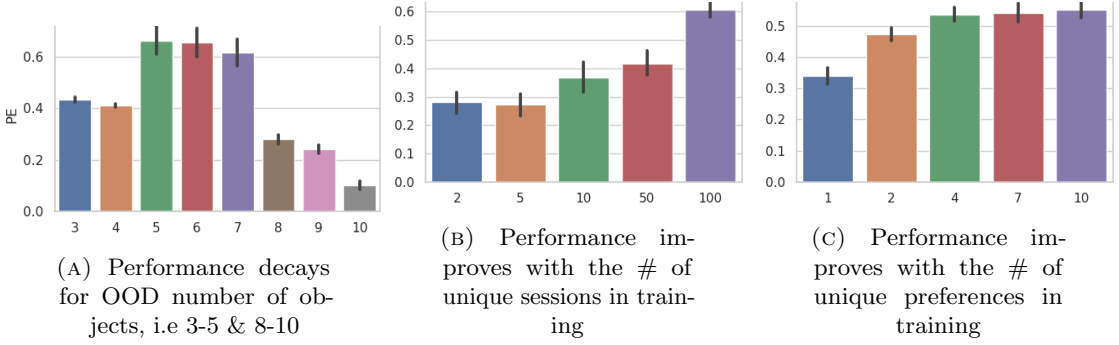 PE
0.6
0.4
0.2
0.0
3 4 5 6 7 8 9 10
(A) Performance decays
for OOD number of ob-
jects, i.e 3-5 & 8-10
0.6
0.5
0.4
0.3
0.2
0.1
0.0
2 5 10 50 100
(B) Performance im-
proves with the # of
unique sessions in train-
ing
0.5
0.4
0.3
0.2
0.1
0.0
1 2 4 7 10
(C) Performance im-
proves with the # of
unique preferences in
training